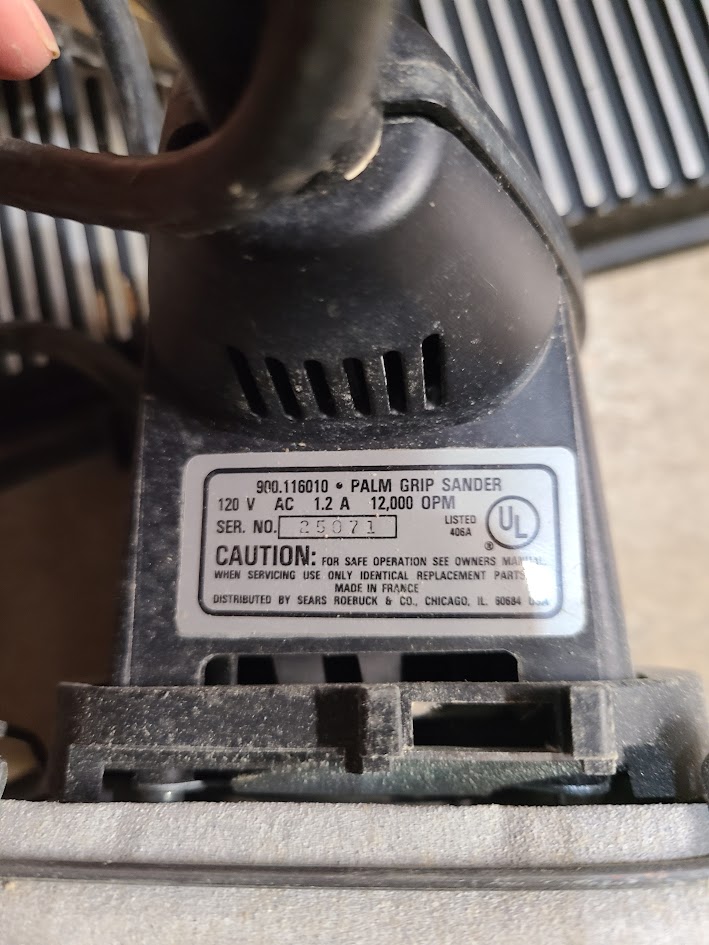 900.116010 • PALM GRIP SANDER
120 V AC 1.2 A 12,000 OPM
SER. NO. 25071
LISTED
406A
UL
®
CAUTION: FOR SAFE OPERATION SEE OWNERS MANUAL
WHEN SERVICING USE ONLY IDENTICAL REPLACEMENT PARTS
MADE IN FRANCE
DISTRIBUTED BY SEARS ROEBUCK & CO., CHICAGO, IL. 60684 USA